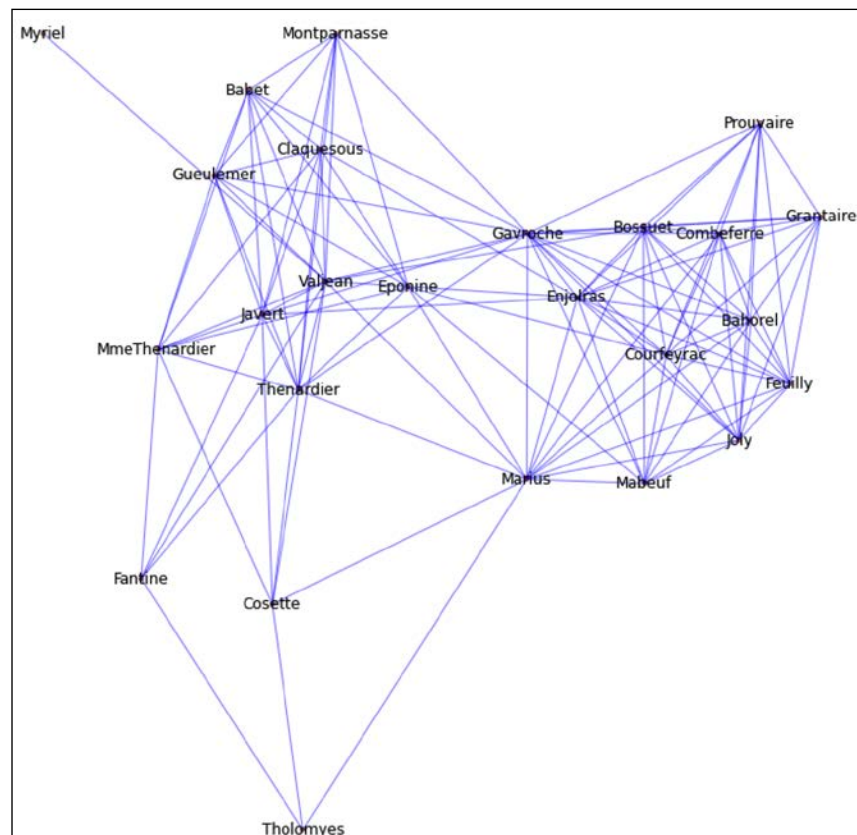 Myriel
Montparnasse
Babet
Prouvaire
Claquesous
Gueulemer
Grantaire
Bossuet
Gavroche
Combeferre
Valjean
Eponine
Enjolras
Javert
Bahorel
MmeThenardier
Courfeyrac
Feuilly
Thenardier
Joly
Marius
Mabeuf
Fantine
Cosette
Tholomyes